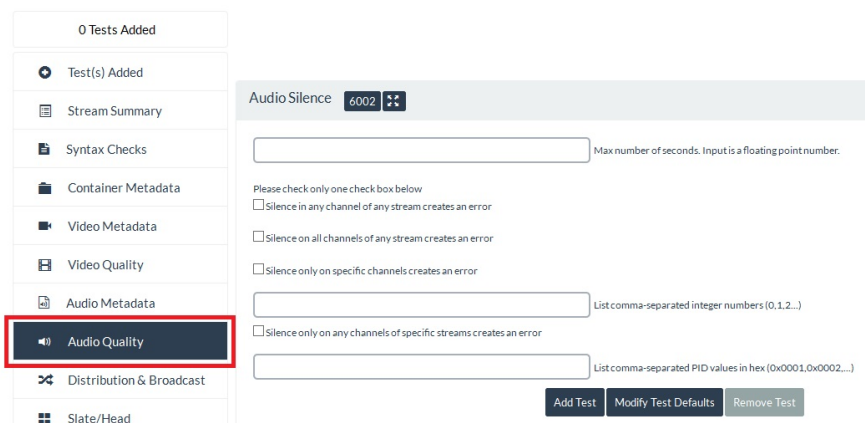 0 Tests Added
Test(s) Added
Stream Summary
Syntax Checks
Container Metadata
Video Metadata
Video Quality
Audio Metadata
Audio Quality
Distribution & Broadcast
Slate/Head
Audio Silence 6002
Max number of seconds. Input is a floating point number.
Please check only one check box below
Silence in any channel of any stream creates an error
Silence on all channels of any stream creates an error
Silence only on specific channels creates an error
List comma-separated integer numbers (0,1,2...)
Silence only on any channels of specific streams creates an error
List comma-separated PID values in hex (0x0001,0x0002,...)
Add Test Modify Test Defaults Remove Test